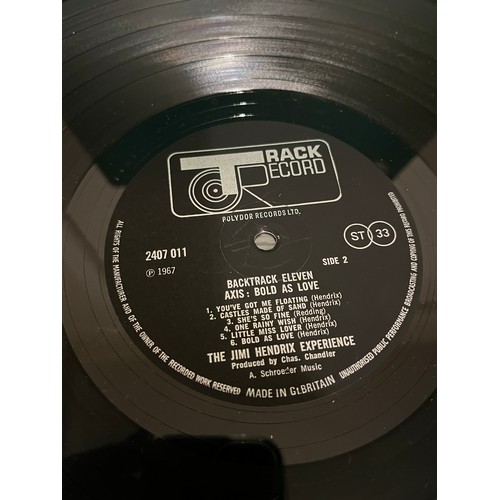 TRACK
RECORD
POLYDOR RECORDS LTD.
2407 011
℗ 1967
SIDE 2
ST 33
BACKTRACK ELEVEN
AXIS: BOLD AS LOVE
1. YOU'VE GOT ME FLOATING (Hendrix)
2. CASTLES MADE OF SAND (Hendrix)
3. SHE'S SO FINE (Redding)
4. ONE RAINY WISH (Hendrix)
5. LITTLE MISS LOVER (Hendrix)
6. BOLD AS LOVE (Hendrix)
THE JIMI HENDRIX EXPERIENCE
Produced by Chas. Chandler
A. Schroeder Music
ALL RIGHTS OF THE MANUFACTURER AND OF THE OWNER OF THE RECORDED WORK RESERVED
MADE IN Gt. BRITAIN
UNAUTHORISED PUBLIC PERFORMANCE BROADCASTING AND COPYING OF THIS RECORD PROHIBITED